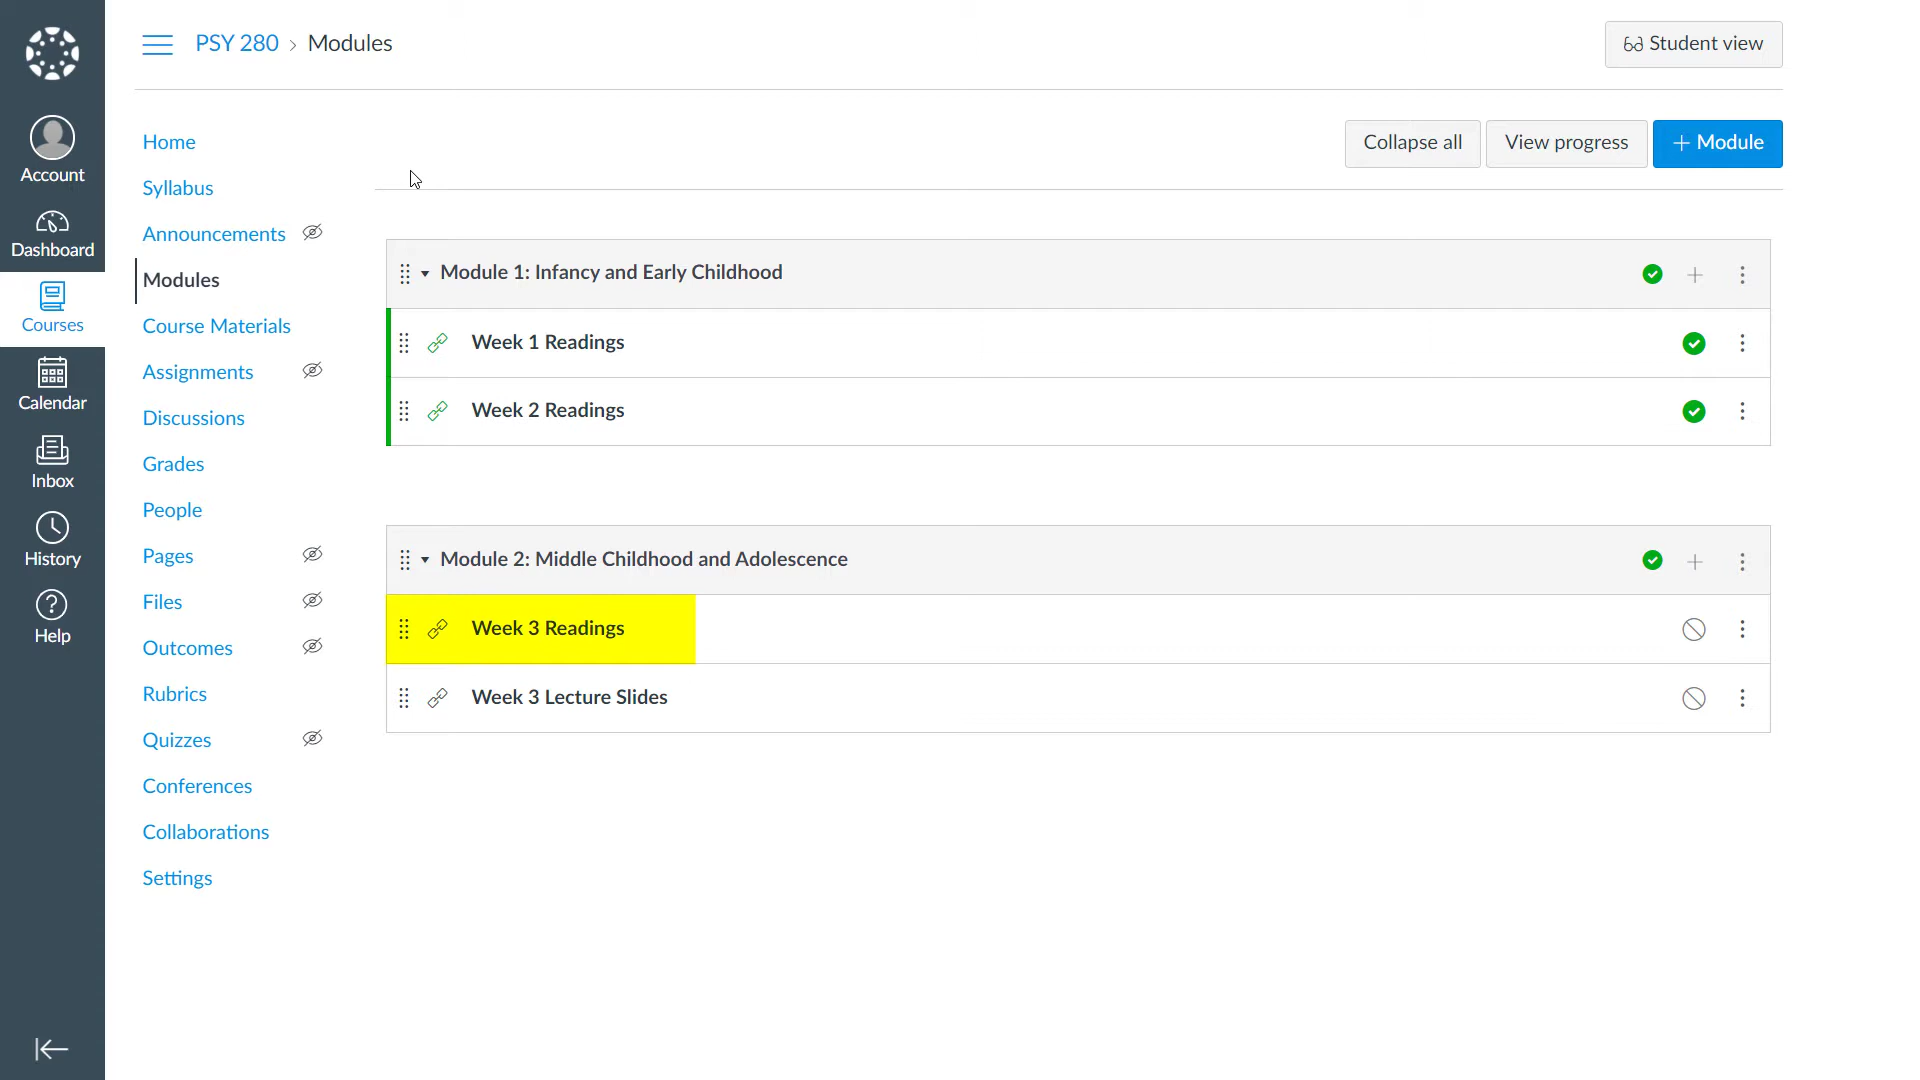 PSY 280 > Modules
Student view
Account
Dashboard
Courses
Calendar
Inbox
History
Help
Home
Syllabus
Announcements
Modules
Course Materials
Assignments
Discussions
Grades
People
Pages
Files
Outcomes
Rubrics
Quizzes
Conferences
Collaborations
Settings
Collapse all
View progress
+ Module
Module 1: Infancy and Early Childhood
Week 1 Readings
Week 2 Readings
Module 2: Middle Childhood and Adolescence
Week 3 Readings
Week 3 Lecture Slides